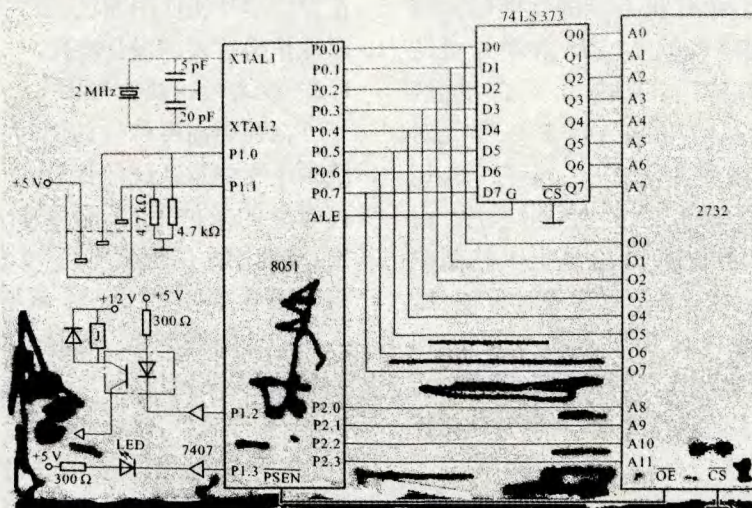 74 LS 373
XTAL1
5 pF
2 MHz
20 pF
XTAL2
P1.0
+5 V
P1.1
4.7 kΩ
4.7 kΩ
+12 V
+5 V
300 Ω
J
P1.2
LED
7407
+5 V
300 Ω
P1.3
P0.0
P0.1
P0.2
P0.3
P0.4
P0.5
P0.6
P0.7
ALE
8051
P2.0
P2.1
P2.2
P2.3
PSEN
D0
D1
D2
D3
D4
D5
D6
D7 G
CS
Q0
Q1
Q2
Q3
Q4
Q5
Q6
Q7
A0
A1
A2
A3
A4
A5
A6
A7
2732
O0
O1
O2
O3
O4
O5
O6
O7
A8
A9
A10
A11
OE
CS